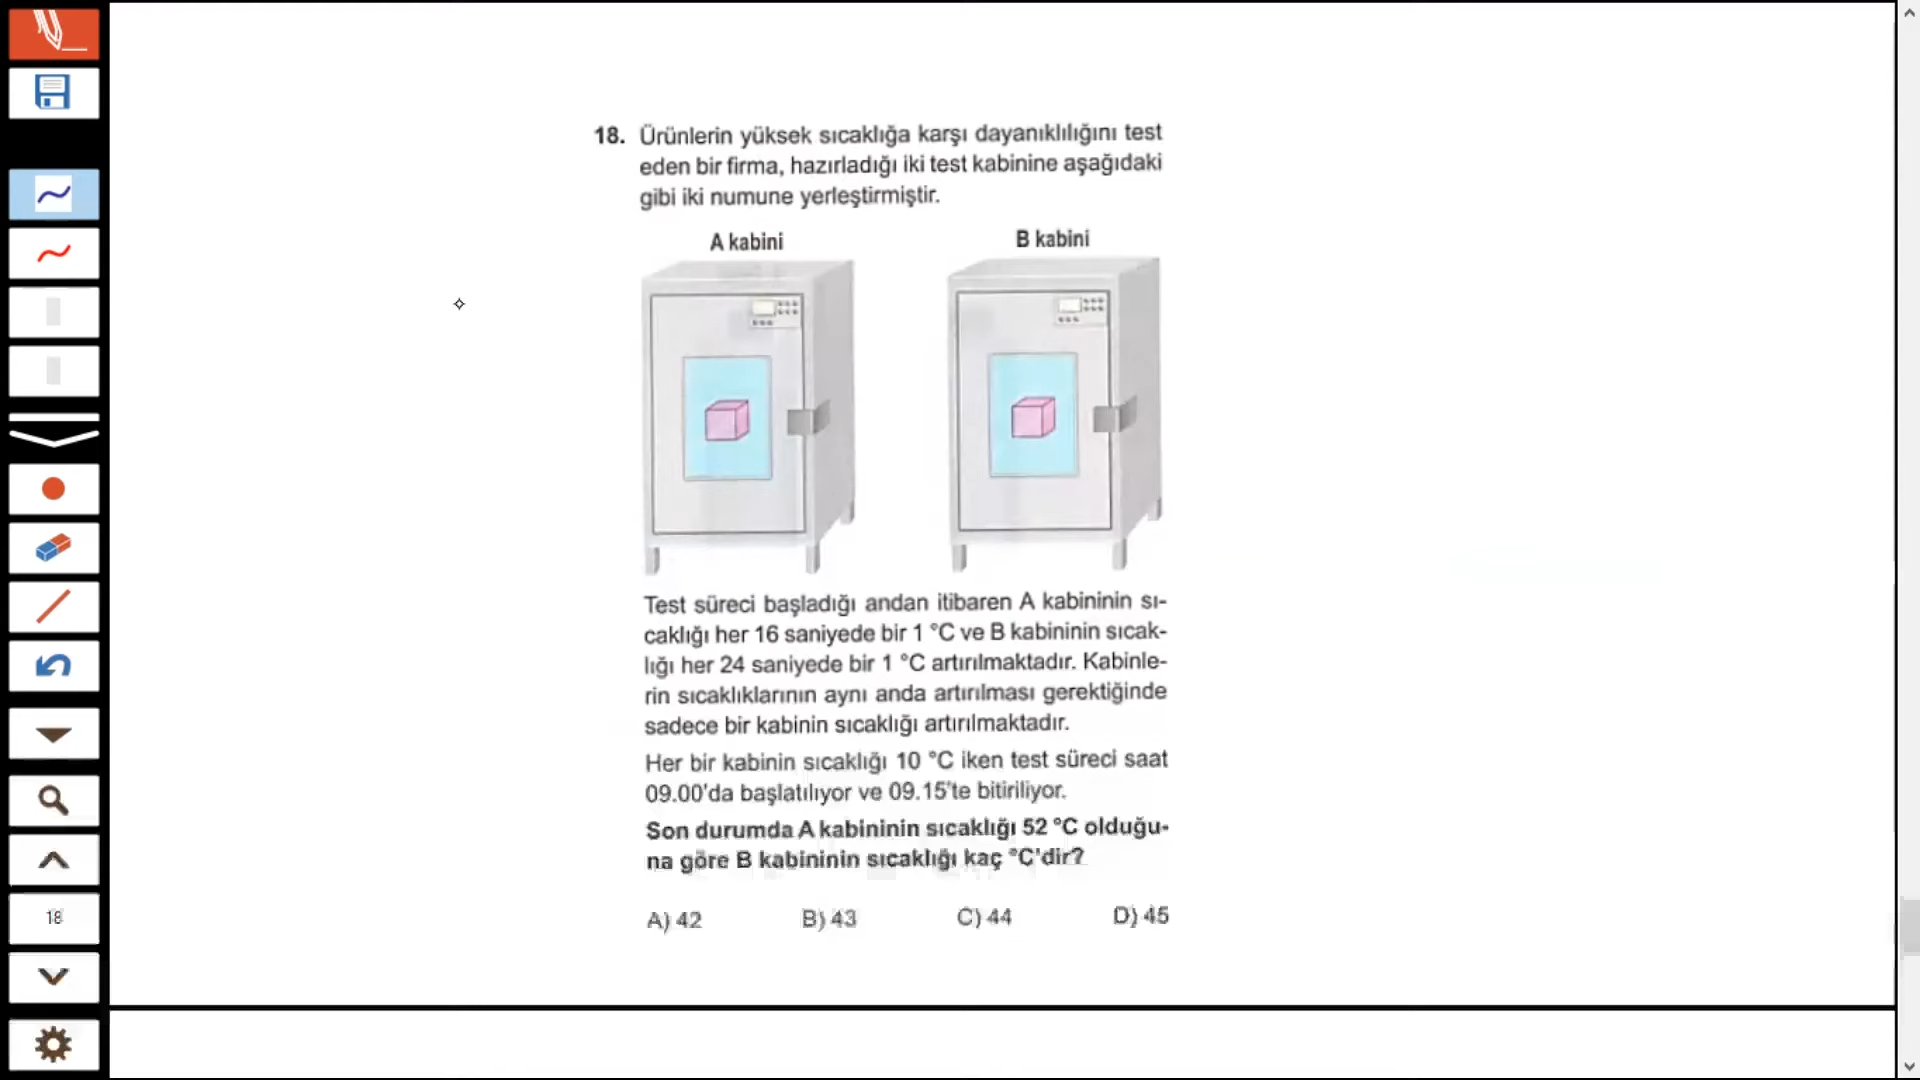 18. Ürünlerin yüksek sıcaklığa karşı dayanıklılığını test
eden bir firma, hazırladığı iki test kabinine aşağıdaki
gibi iki numune yerleştirmiştir.
A kabini
B kabini
Test süreci başladığı andan itibaren A kabininin sı-
caklığı her 16 saniyede bir 1 °C ve B kabininin sıcak-
lığı her 24 saniyede bir 1 °C artırılmaktadır. Kabinle-
rin sıcaklıklarının aynı anda artırılması gerektiğinde
sadece bir kabinin sıcaklığı artırılmaktadır.
Her bir kabinin sıcaklığı 10 °C iken test süreci saat
09.00'da başlatılıyor ve 09.15'te bitiriliyor.
Son durumda A kabininin sıcaklığı 52 °C olduğu-
na göre B kabininin sıcaklığı kaç °C'dir?
A) 42 B) 43 C) 44 D) 45
18